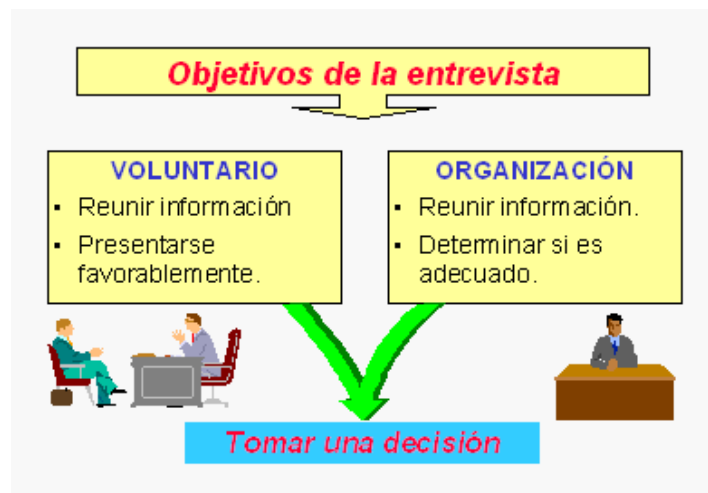 Objetivos de la entrevista
VOLUNTARIO
▪ Reunir información
▪ Presentarse
favorablemente.
ORGANIZACIÓN
▪ Reunir información.
▪ Determinar si es
adecuado.
Tomar una decisión